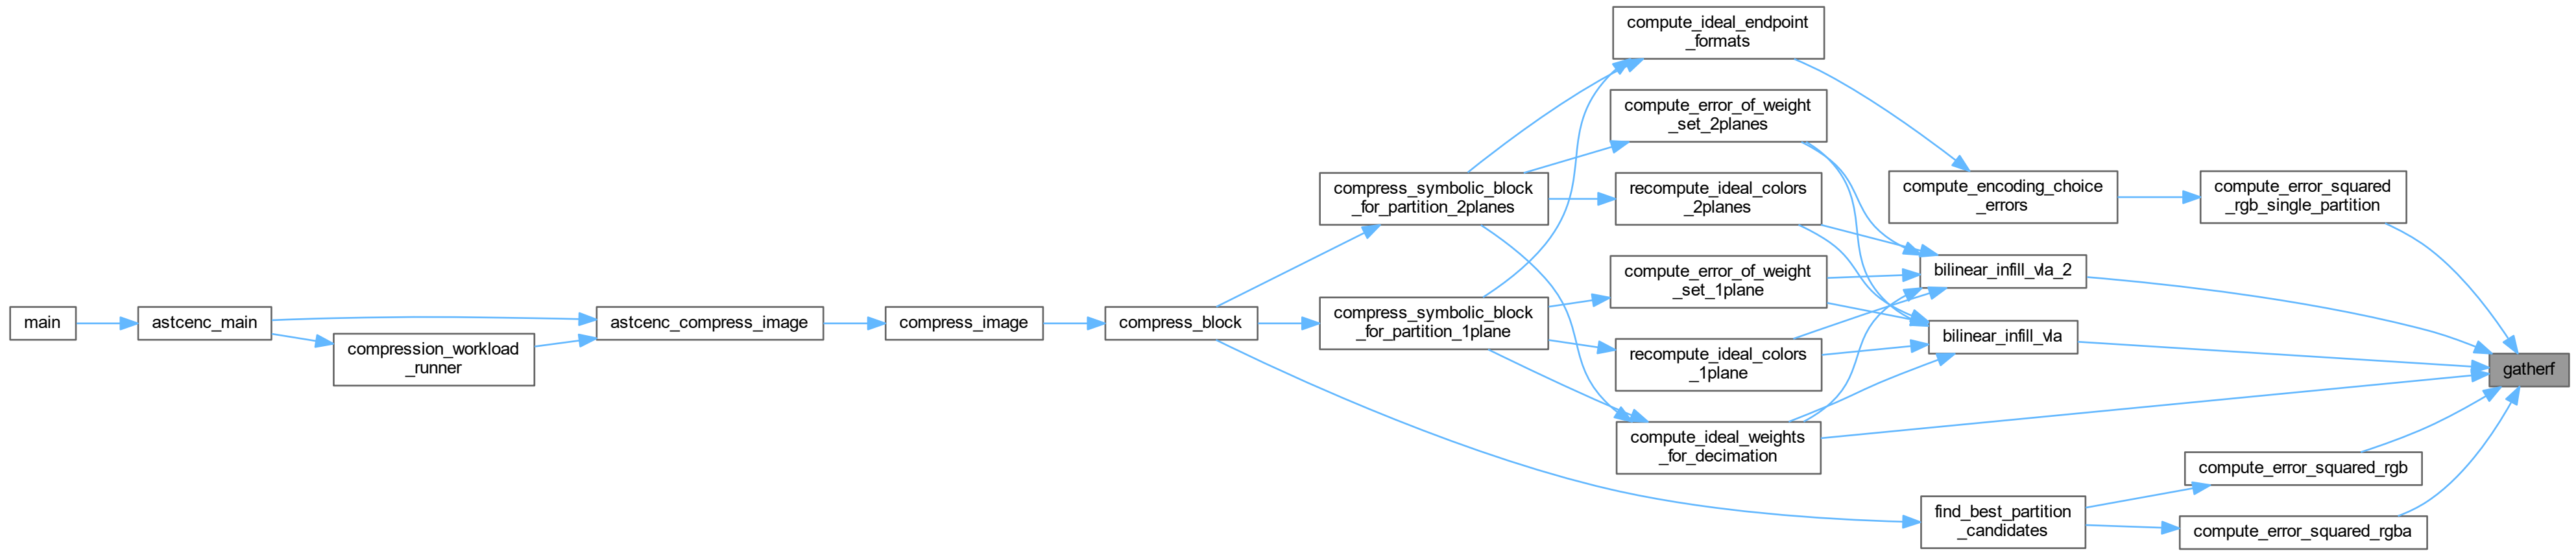 main
astcenc_main
compression_workload
_runner
astcenc_compress_image
compress_image
compress_block
compress_symbolic_block
_for_partition_2planes
compress_symbolic_block
_for_partition_1plane
compute_ideal_endpoint
_formats
compute_error_of_weight
_set_2planes
recompute_ideal_colors
_2planes
compute_error_of_weight
_set_1plane
recompute_ideal_colors
_1plane
compute_ideal_weights
_for_decimation
compute_encoding_choice
_errors
bilinear_infill_vla_2
bilinear_infill_vla
find_best_partition
_candidates
compute_error_squared
_rgb_single_partition
compute_error_squared_rgb
compute_error_squared_rgba
gatherf